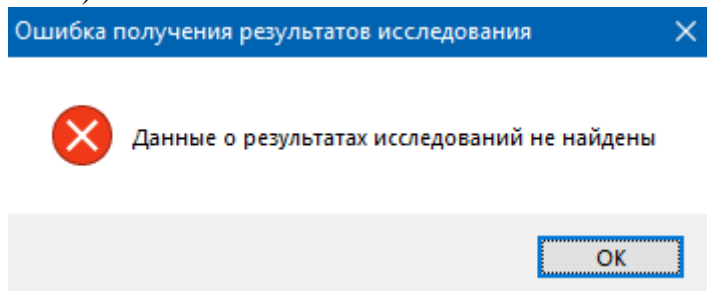 Ошибка получения результатов исследования
Данные о результатах исследований не найдены
OK